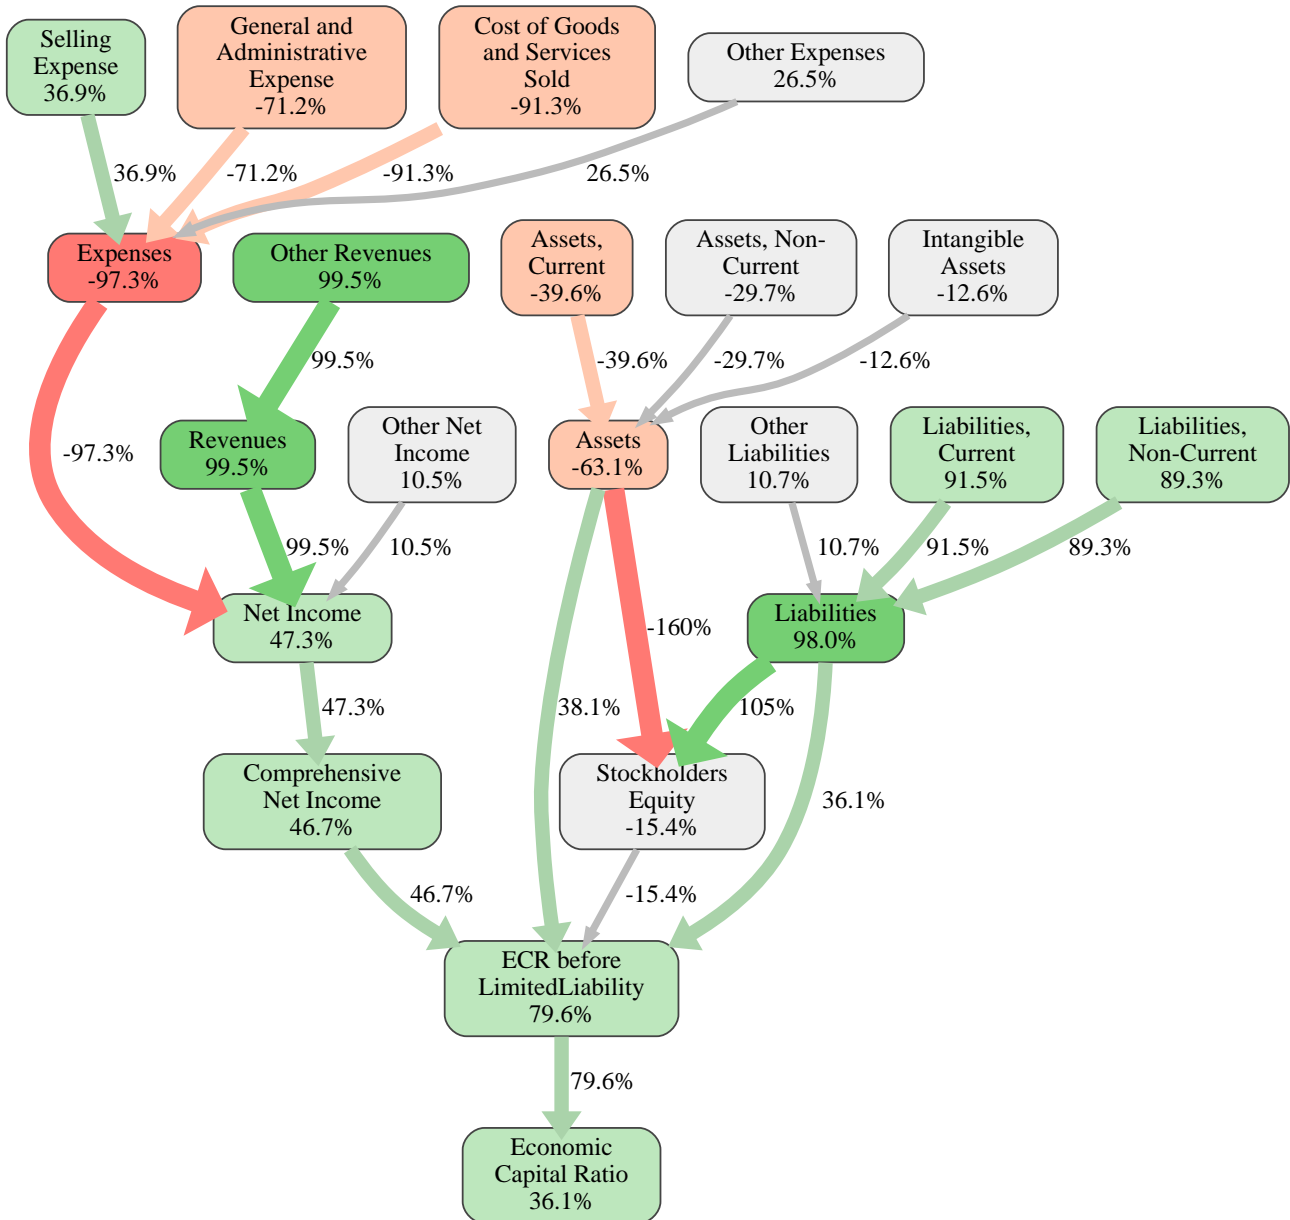 Selling
Expense
36.9%
General and
Administrative
Expense
-71.2%
Cost of Goods
and Services
Sold
-91.3%
Other Expenses
26.5%
36.9%
-71.2%
-91.3%
26.5%
Expenses
-97.3%
Other Revenues
99.5%
Assets,
Current
-39.6%
Assets, Non-
Current
-29.7%
Intangible
Assets
-12.6%
99.5%
-39.6%
-29.7%
-12.6%
-97.3%
Revenues
99.5%
Other Net
Income
10.5%
Assets
-63.1%
Other
Liabilities
10.7%
Liabilities,
Current
91.5%
Liabilities,
Non-Current
89.3%
99.5%
10.5%
10.7%
91.5%
89.3%
Net Income
47.3%
-160%
Liabilities
98.0%
47.3%
38.1%
105%
Comprehensive
Net Income
46.7%
Stockholders
Equity
-15.4%
36.1%
46.7%
-15.4%
ECR before
LimitedLiability
79.6%
79.6%
Economic
Capital Ratio
36.1%